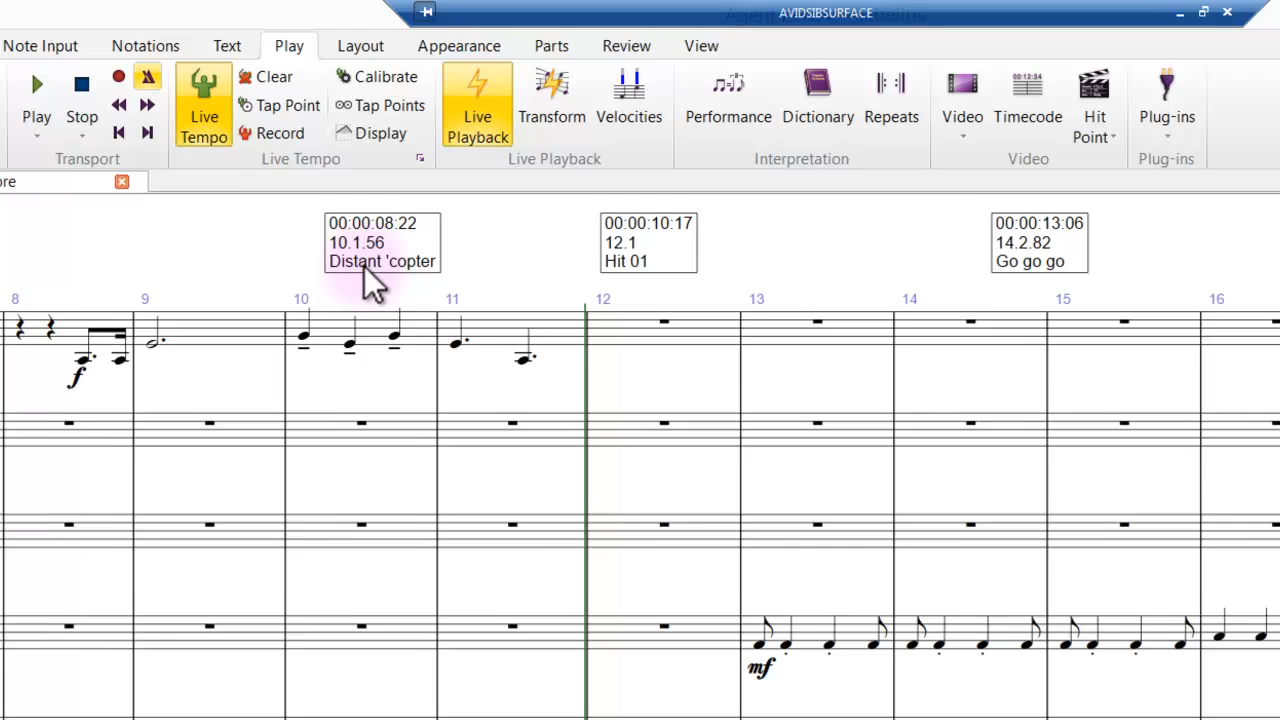 AVIDSIBSURFACE
Note Input Notations Text Play Layout Appearance Parts Review View
Clear Calibrate
Tap Point Tap Points
Record Display
Play Stop
Live Tempo
Live Playback
Transform Velocities
Performance Dictionary Repeats
Video Timecode Hit Point
Plug-ins
Transport Live Tempo Live Playback Interpretation Video Plug-ins
ore
00:00:08:22
10.1.56
Distant 'copter
00:00:10:17
12.1
Hit 01
00:00:13:06
14.2.82
Go go go
8 9 10 11 12 13 14 15 16
f
mf